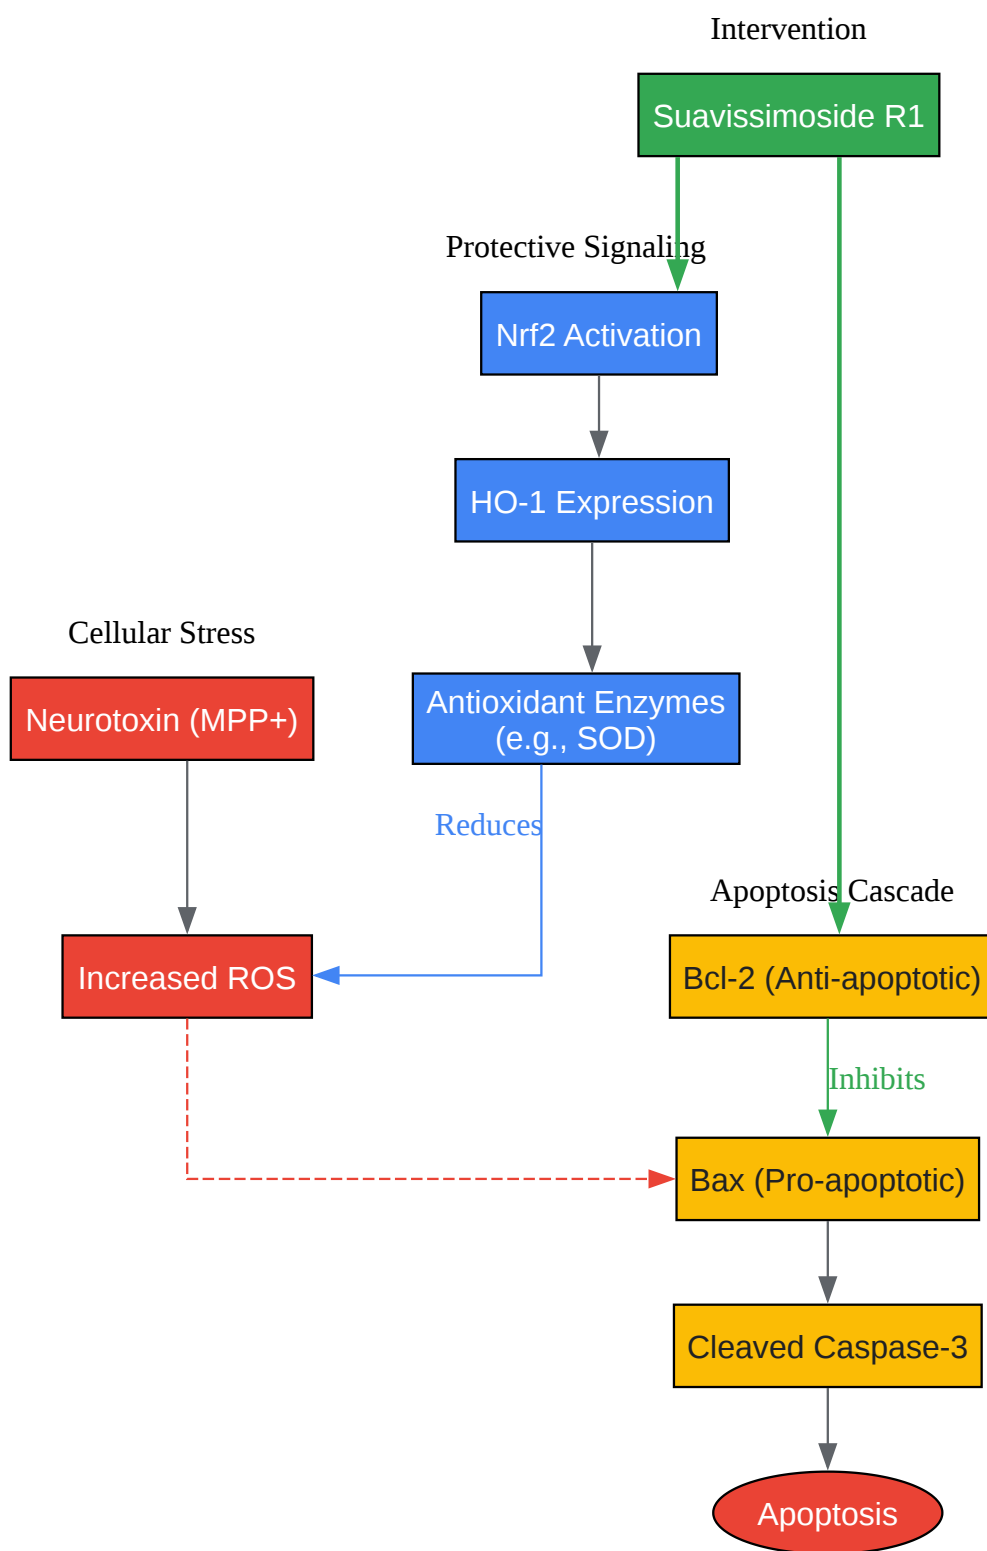 Intervention
Suavissimoside R1
Protective Signaling
Nrf2 Activation
HO-1 Expression
Cellular Stress
Neurotoxin (MPP+)
Antioxidant Enzymes
(e.g., SOD)
Reduces
Apoptosis Cascade
Increased ROS
Bcl-2 (Anti-apoptotic)
Inhibits
Bax (Pro-apoptotic)
Cleaved Caspase-3
Apoptosis